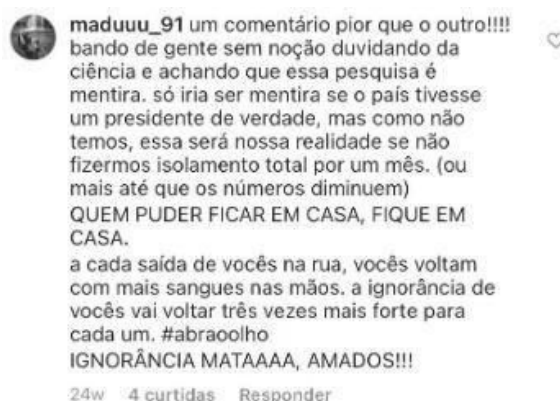 maduuu_91 um comentário pior que o outro!!!!
bando de gente sem noção duvidando da
ciência e achando que essa pesquisa é
mentira. só iria ser mentira se o país tivesse
um presidente de verdade, mas como não
temos, essa será nossa realidade se não
fizermos isolamento total por um mês. (ou
mais até que os números diminuem)
QUEM PUDER FICAR EM CASA, FIQUE EM
CASA.
a cada saída de vocês na rua, vocês voltam
com mais sangues nas mãos. a ignorância de
vocês vai voltar três vezes mais forte para
cada um. #abraoolho
IGNORÂNCIA MATAAAA, AMADOS!!!
24w 4 curtidas Responder